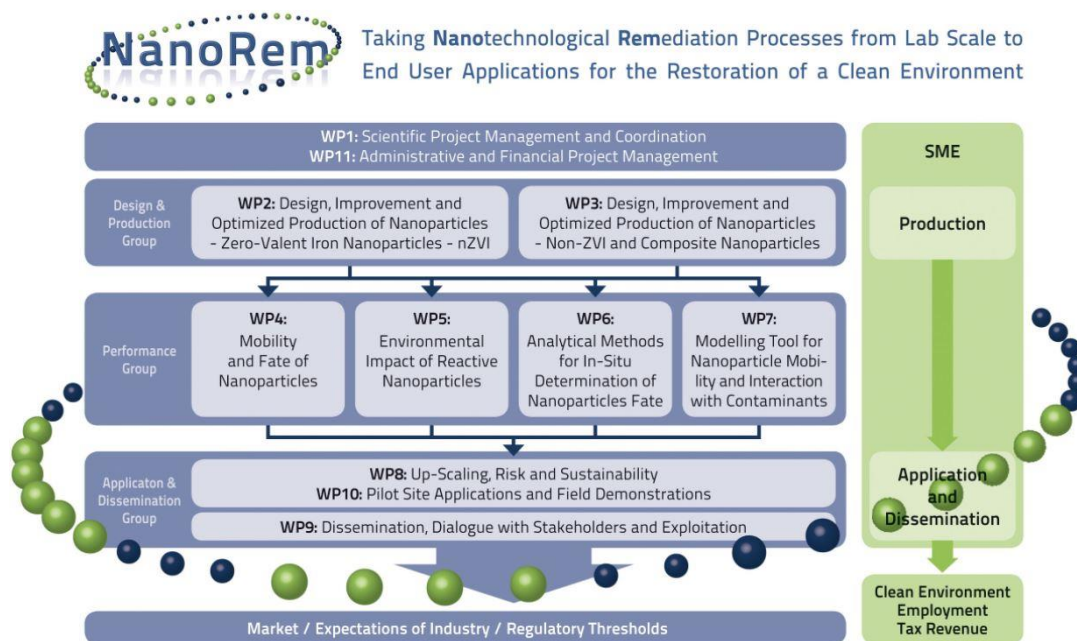 NanoRem
Taking Nanotechnological Remediation Processes from Lab Scale to
End User Applications for the Restoration of a Clean Environment
WP1: Scientific Project Management and Coordination
WP11: Administrative and Financial Project Management
Design &
Production
Group
WP2: Design, Improvement and
Optimized Production of Nanoparticles
- Zero-Valent Iron Nanoparticles - nZVI
WP3: Design, Improvement and
Optimized Production of Nanoparticles
- Non-ZVI and Composite Nanoparticles
Performance
Group
WP4:
Mobility
and Fate of
Nanoparticles
WP5:
Environmental
Impact of Reactive
Nanoparticles
WP6:
Analytical Methods
for In-Situ
Determination of
Nanoparticles Fate
WP7:
Modelling Tool for
Nanoparticle Mobi-
lity and Interaction
with Contaminants
Applicaton &
Dissemination
Group
WP8: Up-Scaling, Risk and Sustainability
WP10: Pilot Site Applications and Field Demonstrations
WP9: Dissemination, Dialogue with Stakeholders and Exploitation
Market / Expectations of Industry / Regulatory Thresholds
SME
Production
Application
and
Dissemination
Clean Environment
Employment
Tax Revenue